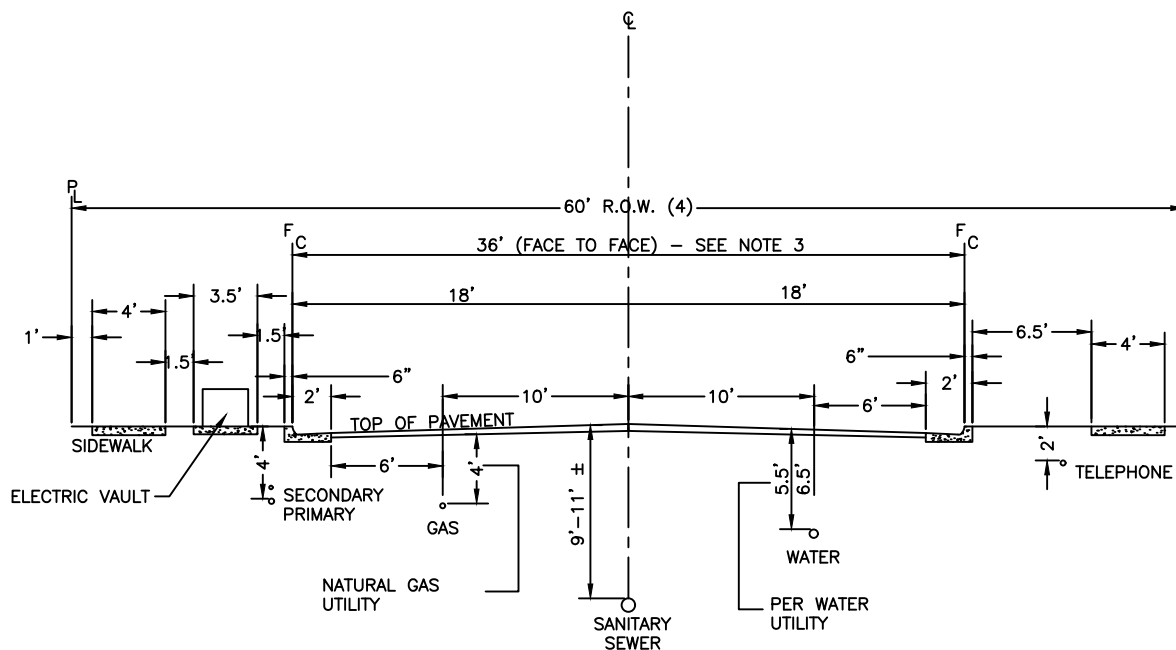 CL
PL
60' R.O.W. (4)
F
C
F
C
36' (FACE TO FACE) – SEE NOTE 3
3.5'
18'
18'
4'
1'
1.5'
6.5'
4'
1.5'
6"
6"
2'
2'
10'
10'
6'
TOP OF PAVEMENT
SIDEWALK
6'
4'
4'
5.5'
6.5'
2'
TELEPHONE
ELECTRIC VAULT
SECONDARY
PRIMARY
GAS
9'–11' ±
WATER
NATURAL GAS
UTILITY
PER WATER
UTILITY
SANITARY
SEWER